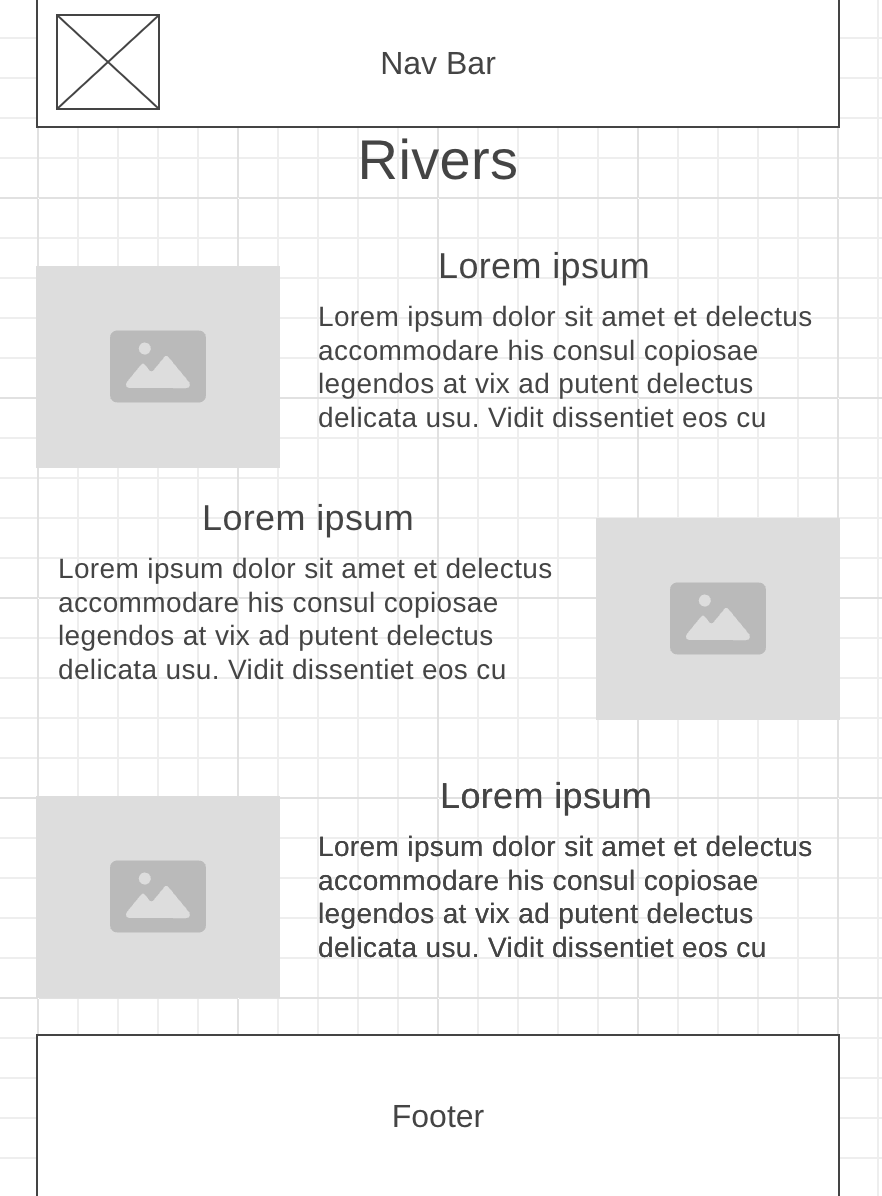 Nav Bar
Rivers
Lorem ipsum
Lorem ipsum dolor sit amet et delectus
accommodare his consul copiosae
legendos at vix ad putent delectus
delicata usu. Vidit dissentiet eos cu
Lorem ipsum
Lorem ipsum dolor sit amet et delectus
accommodare his consul copiosae
legendos at vix ad putent delectus
delicata usu. Vidit dissentiet eos cu
Lorem ipsum
Lorem ipsum dolor sit amet et delectus
accommodare his consul copiosae
legendos at vix ad putent delectus
delicata usu. Vidit dissentiet eos cu
Footer